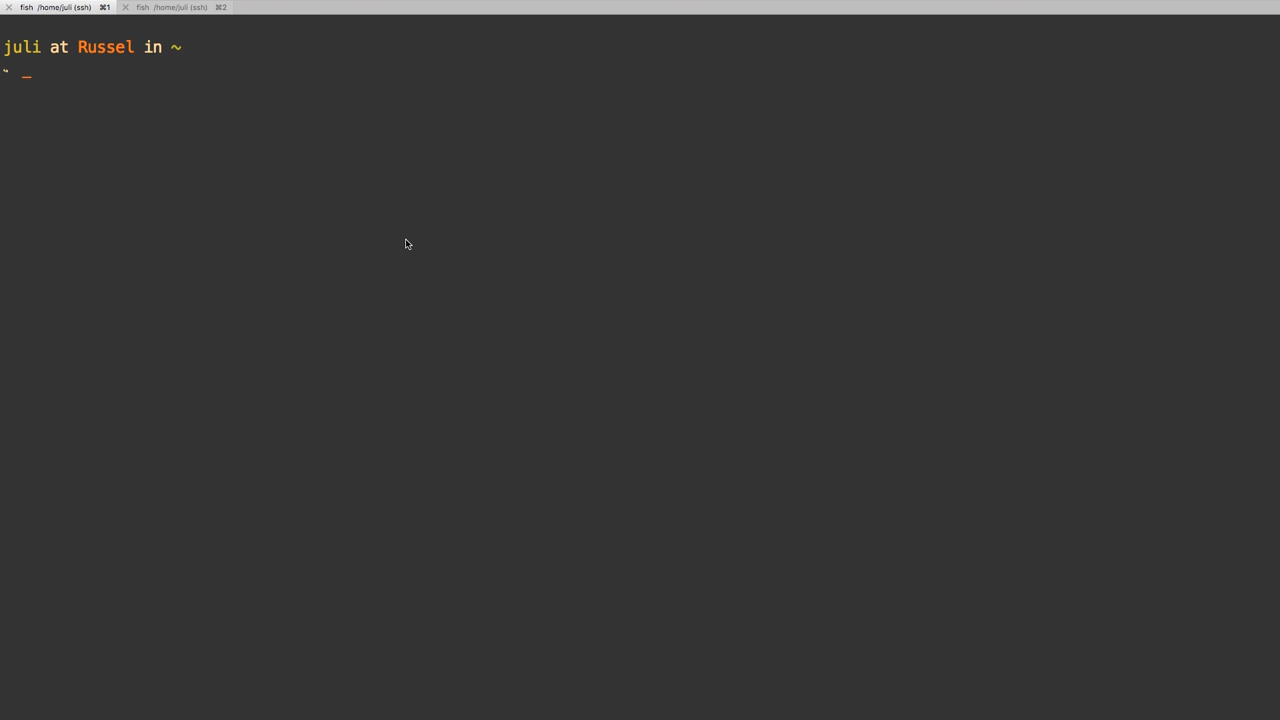 fish /home/juli (ssh) ⌘1 fish /home/juli (ssh) ⌘2
juli at Russel in ~
↪ _